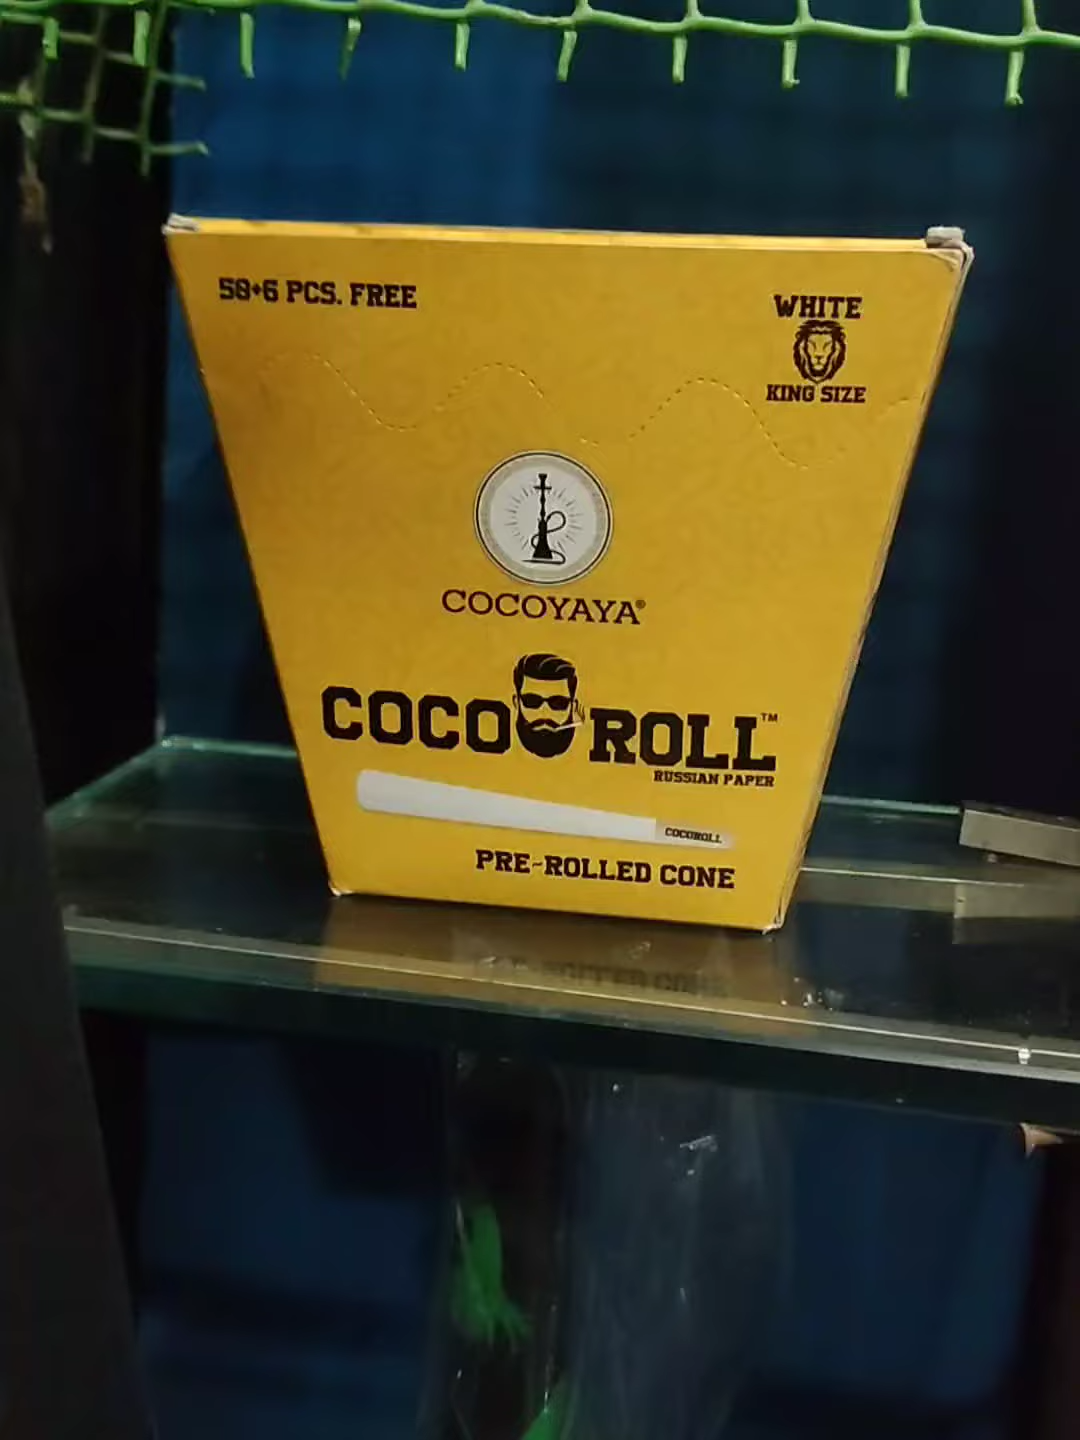 50+6 PCS. FREE
WHITE
KING SIZE
COCOYAYA®
COCO ROLL™
RUSSIAN PAPER
COCOROLL
PRE-ROLLED CONE